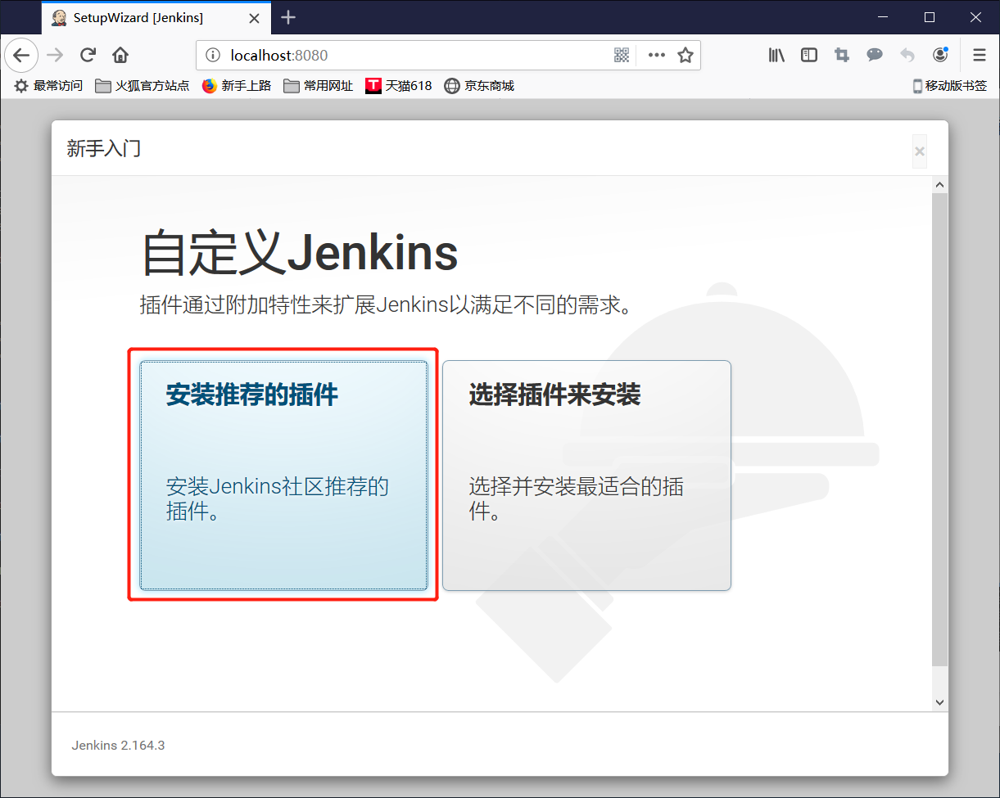 SetupWizard [Jenkins]
localhost:8080
最常访问 火狐官方站点 新手上路 常用网址 天猫618 京东商城 移动版书签
新手入门
自定义Jenkins
插件通过附加特性来扩展Jenkins以满足不同的需求。
安装推荐的插件
安装Jenkins社区推荐的
插件。
选择插件来安装
选择并安装最适合的插
件。
Jenkins 2.164.3